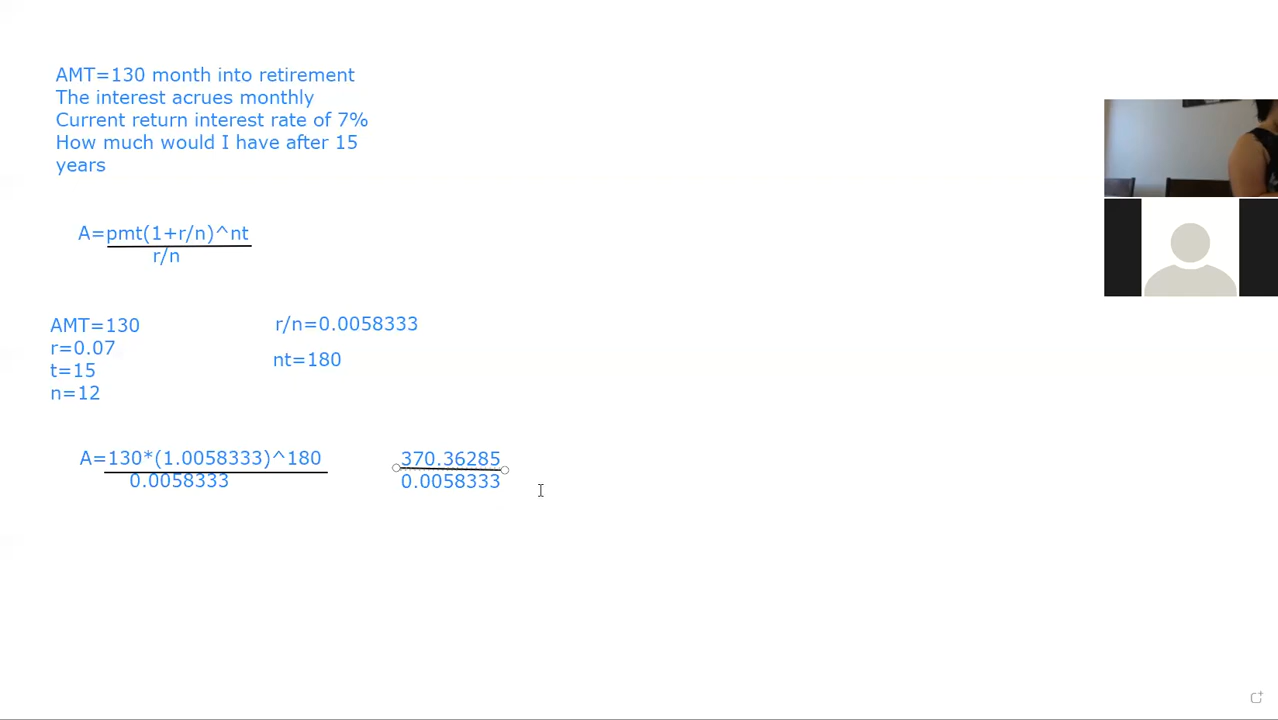 AMT=130 month into retirement
The interest acrues monthly
Current return interest rate of 7%
How much would I have after 15
years
A=pmt(1+r/n)^nt
r/n
AMT=130
r=0.07
t=15
n=12
r/n=0.0058333
nt=180
A=130*(1.0058333)^180
0.0058333
370.36285
0.0058333